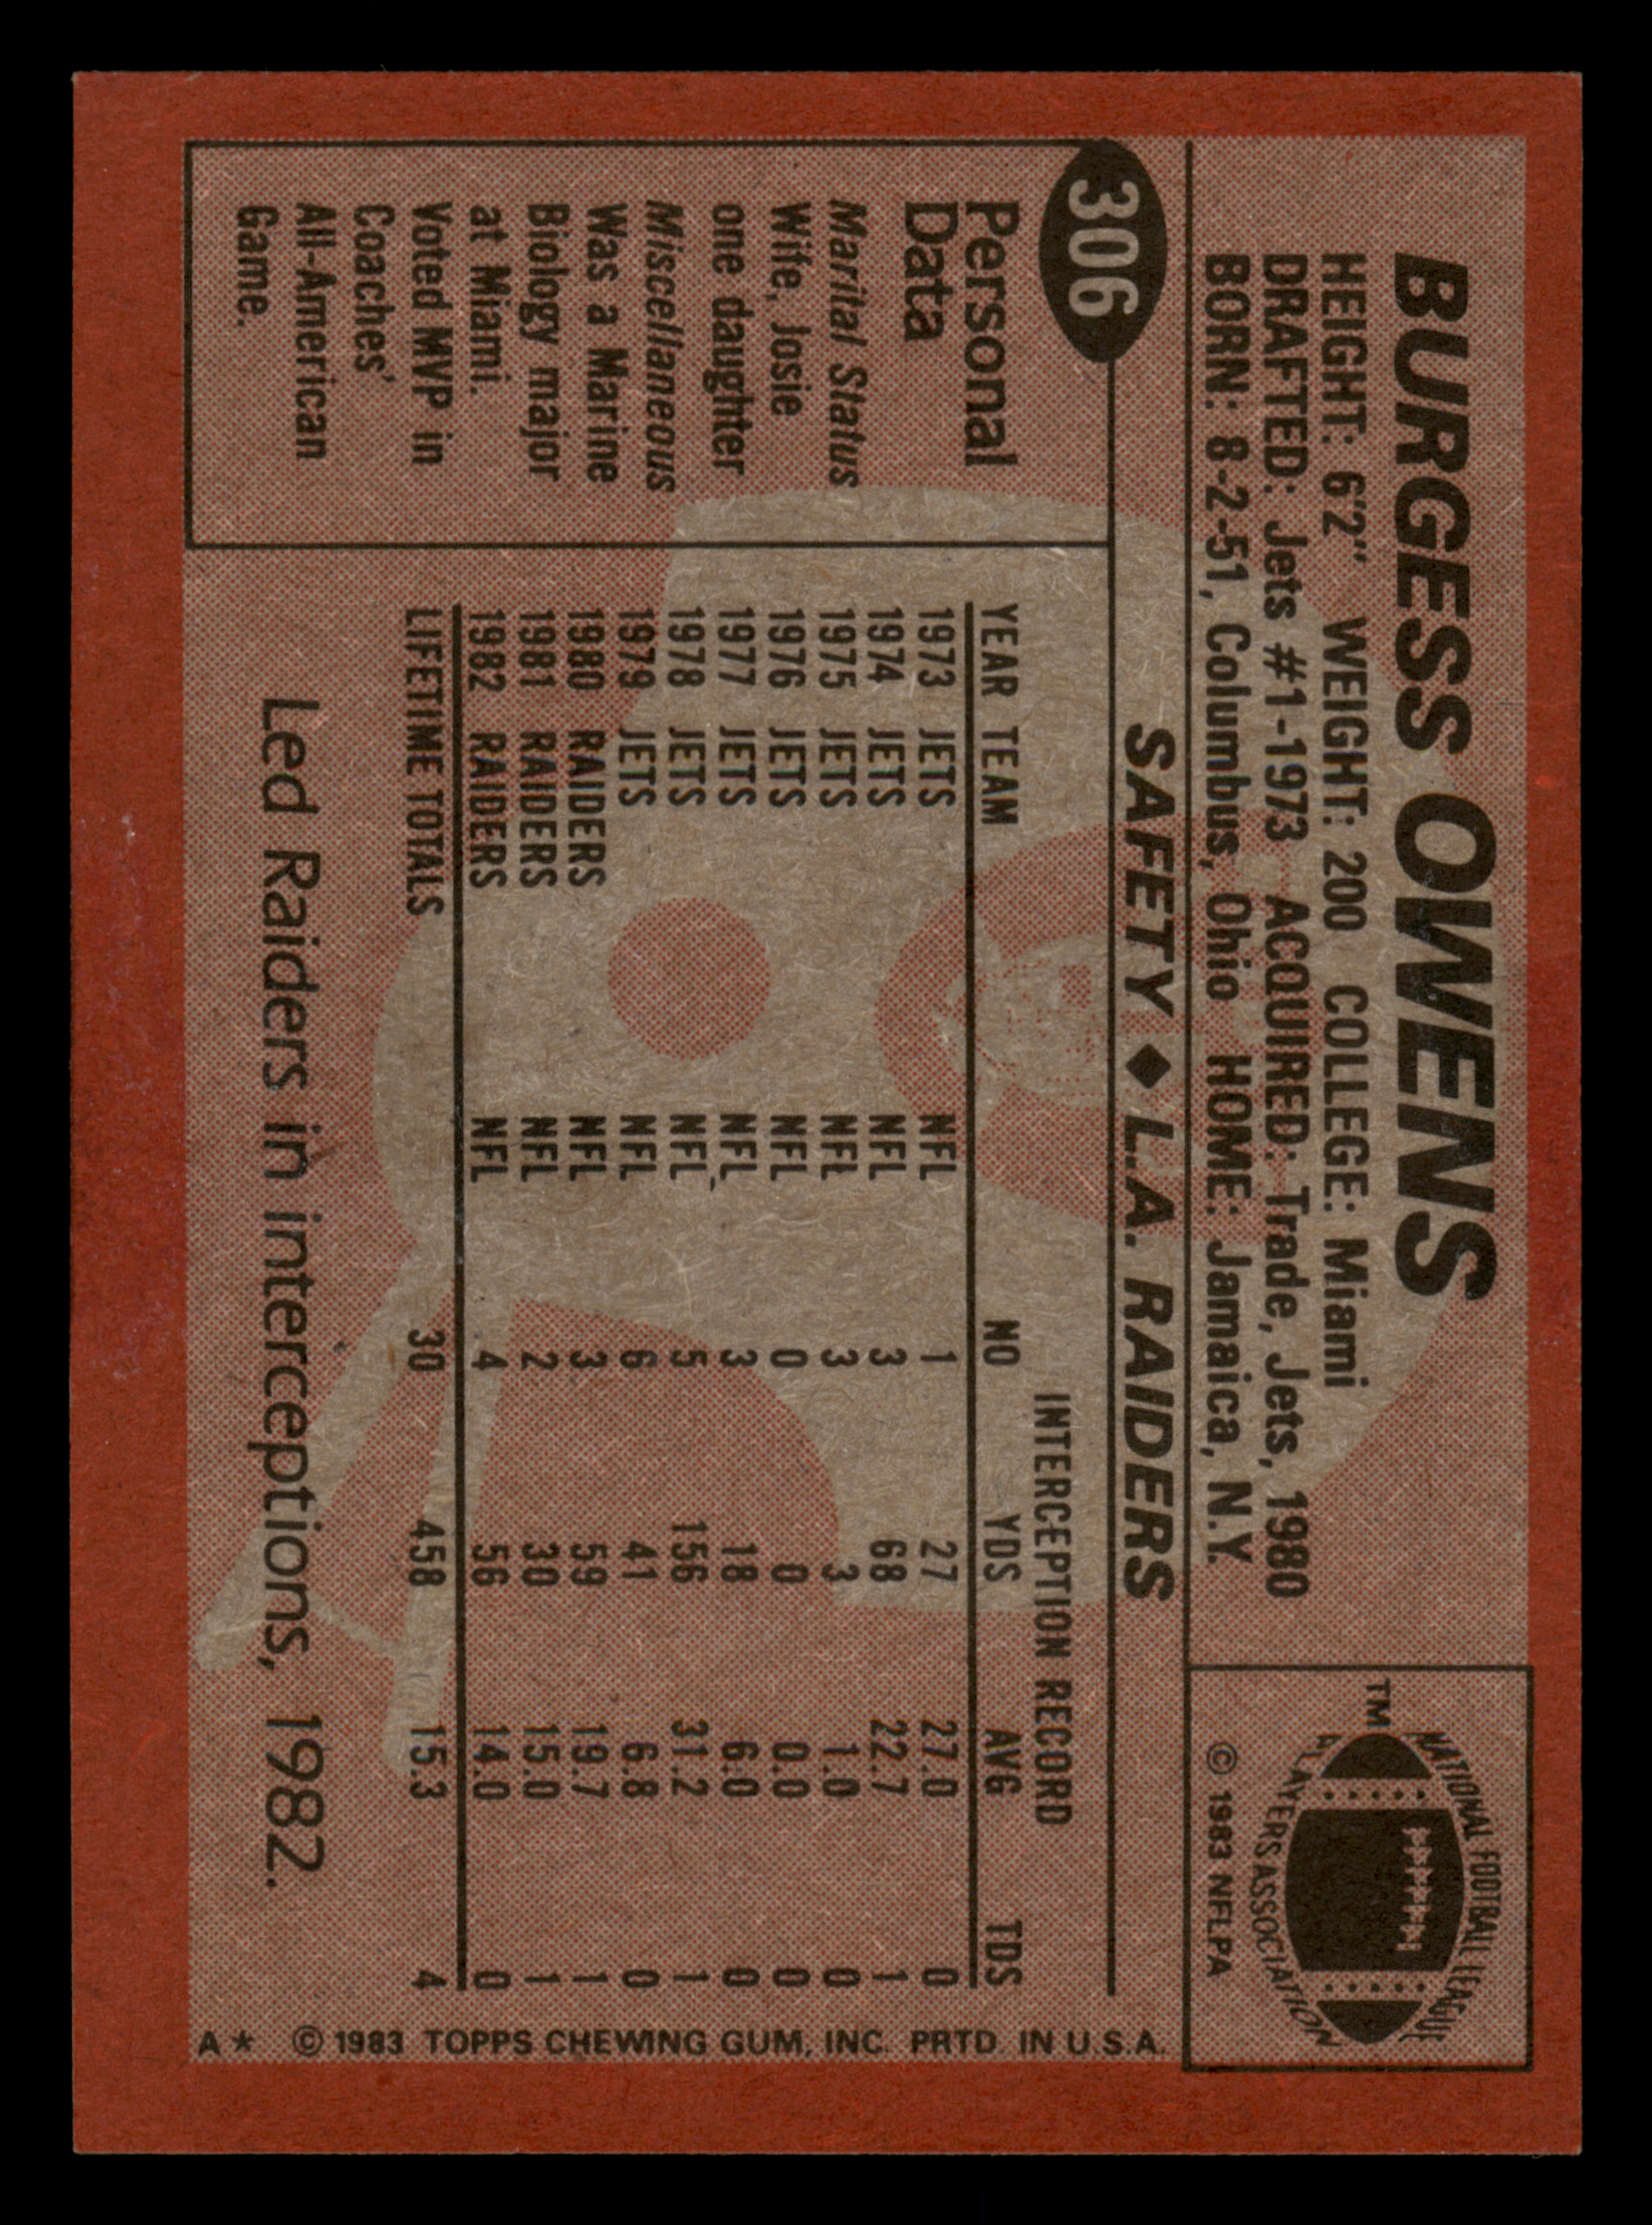 BURGESS OWENS
HEIGHT: 6'2" WEIGHT: 200 COLLEGE: Miami
DRAFTED: Jets #1-1973 ACQUIRED: Trade, Jets, 1980
BORN: 8-2-51, Columbus, Ohio HOME: Jamaica, N.Y.
NATIONAL FOOTBALL LEAGUE
PLAYERS ASSOCIATION
TM
© 1983 NFLPA
306
SAFETY ◆ L.A. RAIDERS
Personal
Data
Marital Status
Wife, Josie
one daughter
Miscellaneous
Was a Marine
Biology major
at Miami.
Voted MVP in
Coaches'
All-American
Game.
INTERCEPTION RECORD
YEAR TEAM NO YDS AVG TDS
1973 JETS NFL 1 27 27.0 0
1974 JETS NFL 3 68 22.7 1
1975 JETS NFL 3 3 1.0 0
1976 JETS NFL 0 0 0.0 0
1977 JETS NFL 3 18 6.0 0
1978 JETS NFL 5 156 31.2 1
1979 JETS NFL 6 41 6.8 0
1980 RAIDERS NFL 3 59 19.7 1
1981 RAIDERS NFL 2 30 15.0 1
1982 RAIDERS NFL 4 56 14.0 0
LIFETIME TOTALS 30 458 15.3 4
Led Raiders in interceptions, 1982.
A* © 1983 TOPPS CHEWING GUM, INC. PRTD. IN U.S.A.